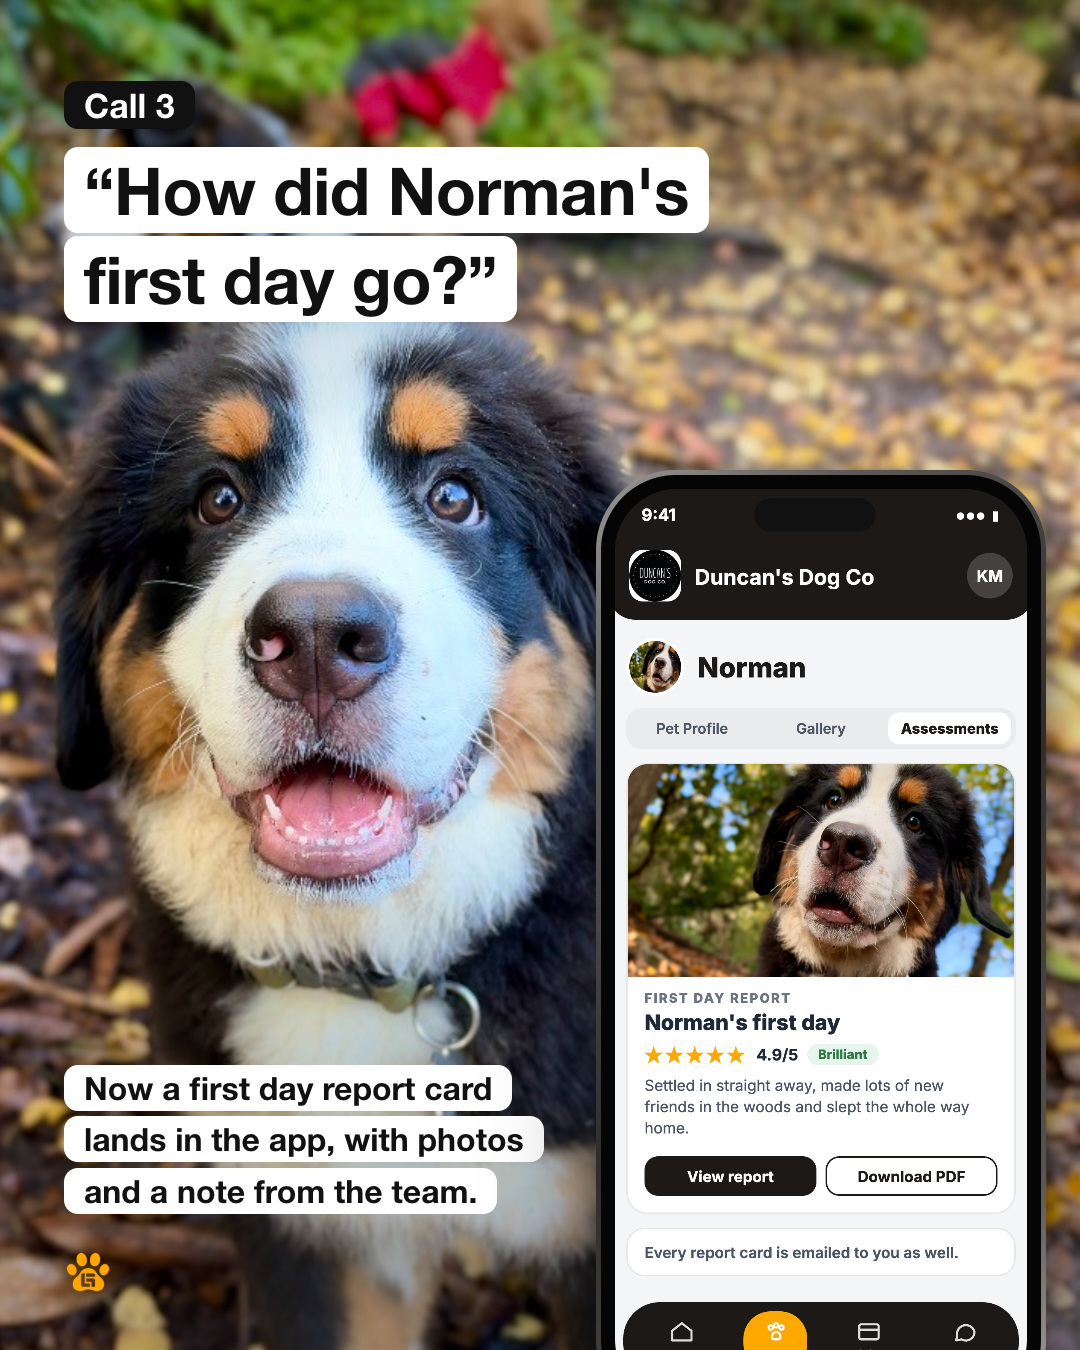 Call 3
“How did Norman's
first day go?”
9:41
DUNCAN'S
DOG CO.
Duncan's Dog Co
KM
Norman
Pet Profile
Gallery
Assessments
FIRST DAY REPORT
Norman's first day
4.9/5
Brilliant
Settled in straight away, made lots of new
friends in the woods and slept the whole way
home.
View report
Download PDF
Every report card is emailed to you as well.
Now a first day report card
lands in the app, with photos
and a note from the team.